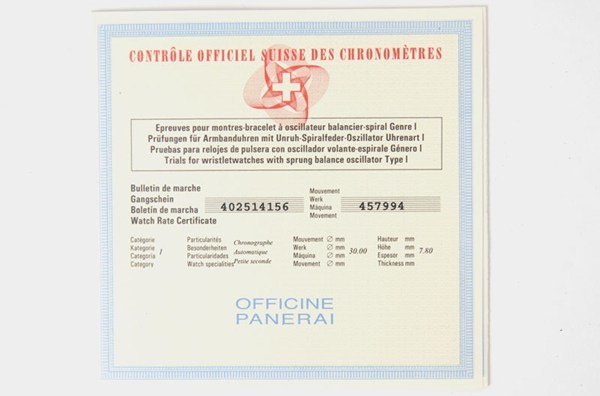 CONTRÔLE OFFICIEL SUISSE DES CHRONOMÈTRES
Epreuves pour montres-bracelet à oscillateur balancier-spiral Genre I
Prüfungen für Armbanduhren mit Unruh-Spiralfeder-Oszillator Uhrenart I
Pruebas para relojes de pulsera con oscillador volante-espirale Género I
Trials for wristletwatches with sprung balance oscillator Type I
Bulletin de marche
Gangschein
Boletin de marcha
Watch Rate Certificate
402514156
Mouvement
Werk
Máquina
Movement
457994
Catégorie
Kategorie
Categoría
Category
1
Particularités
Besonderheiten
Particularidades
Watch specialities
Chronographe
Automatique
Petite seconde
Mouvement ∅ mm
Werk ∅ mm
Máquina ∅ mm
Movement ∅ mm
30.00
Hauteur mm
Höhe mm
Espesor mm
Thickness mm
7.80
OFFICINE
PANERAI